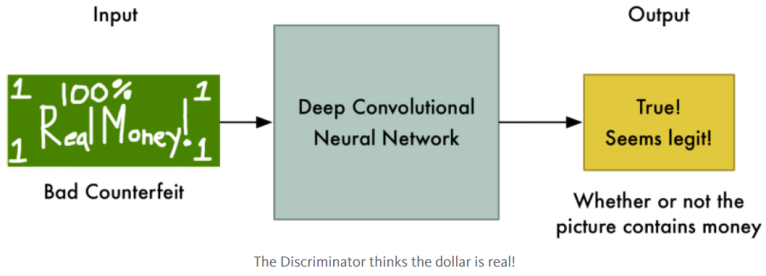 Input
Output
1 100% 1
Real Money!
1 1
Bad Counterfeit
Deep Convolutional
Neural Network
True!
Seems legit!
Whether or not the
picture contains money
The Discriminator thinks the dollar is real!